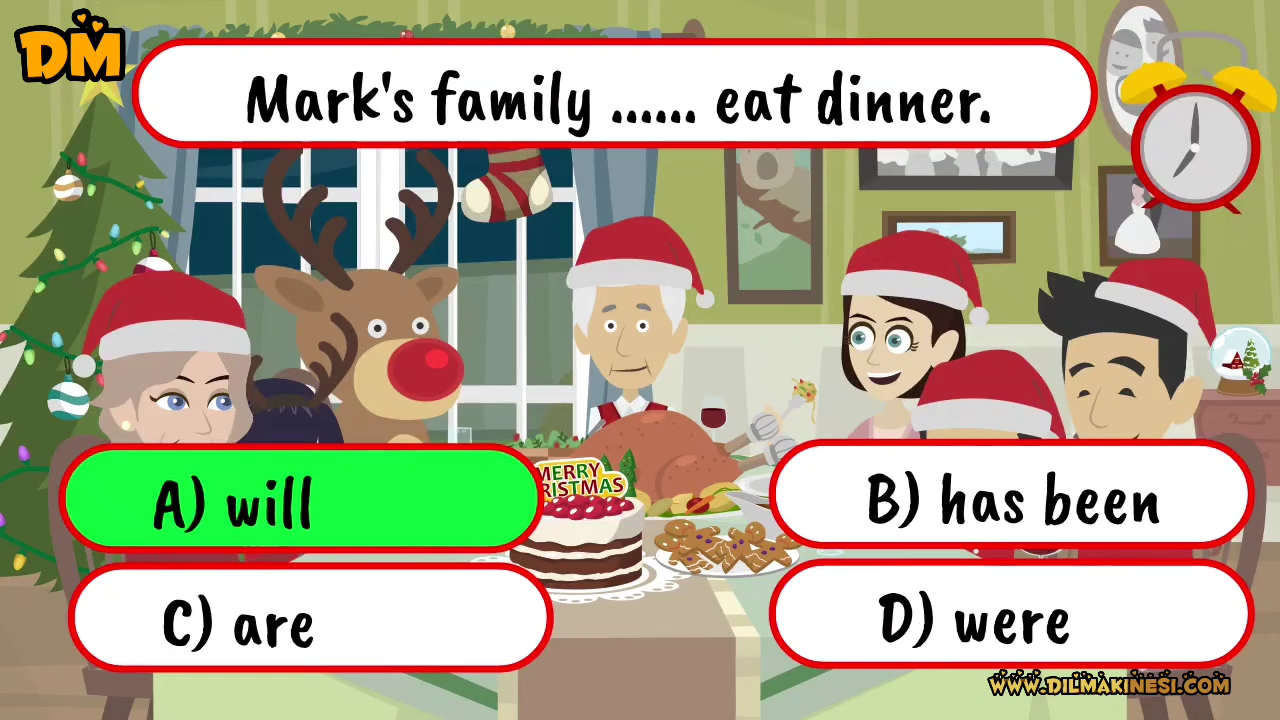 DM
Mark's family ...... eat dinner.
MERRY
CHRISTMAS
A) will
B) has been
C) are
D) were
WWW.DILMAKINESI.COM